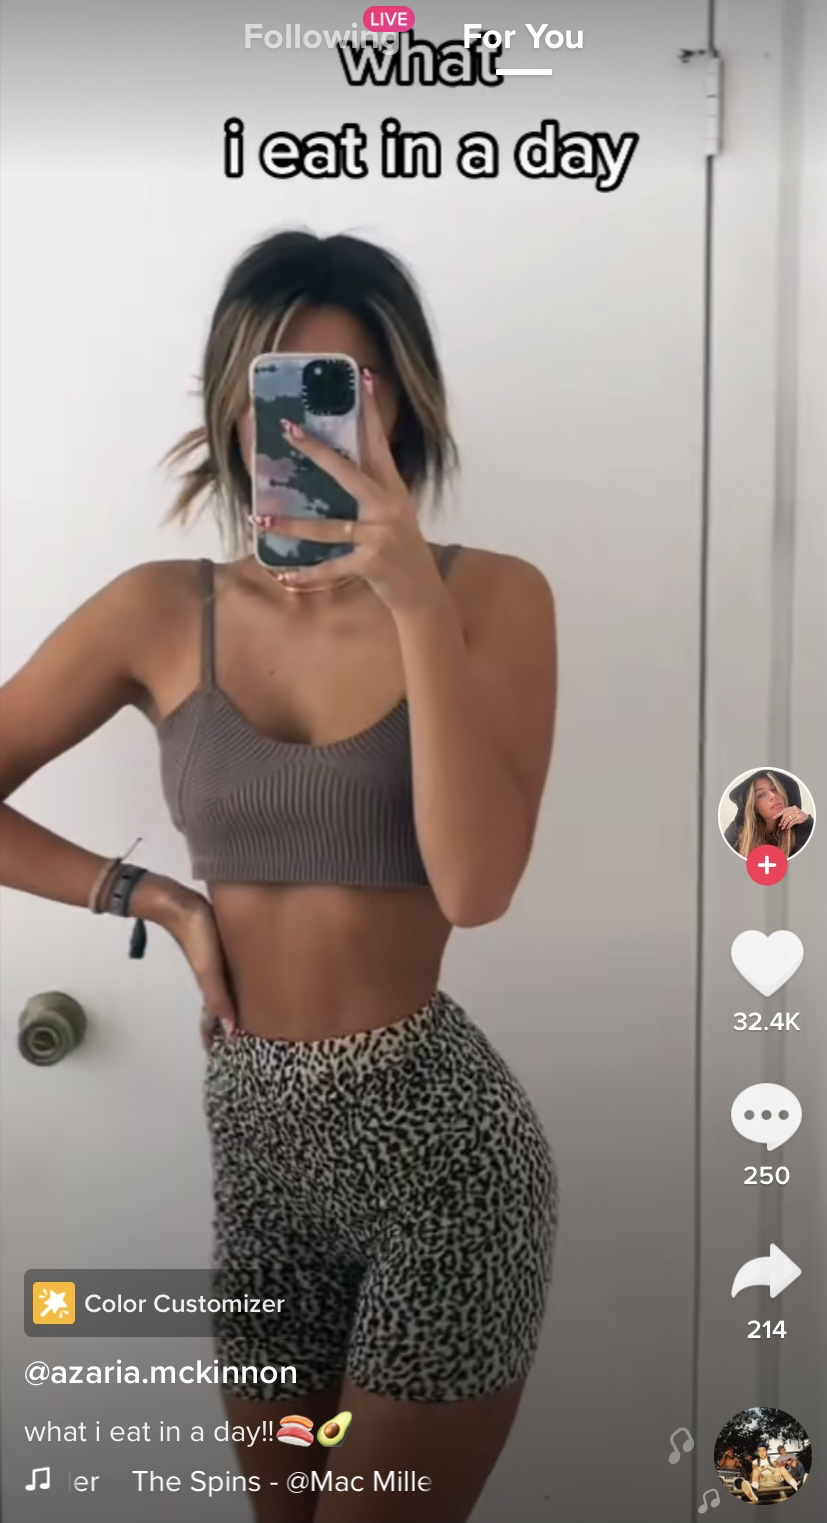 LIVE
Following For You
what
i eat in a day
32.4K
250
214
Color Customizer
@azaria.mckinnon
what i eat in a day!!🍣🥑
er The Spins - @Mac Mille